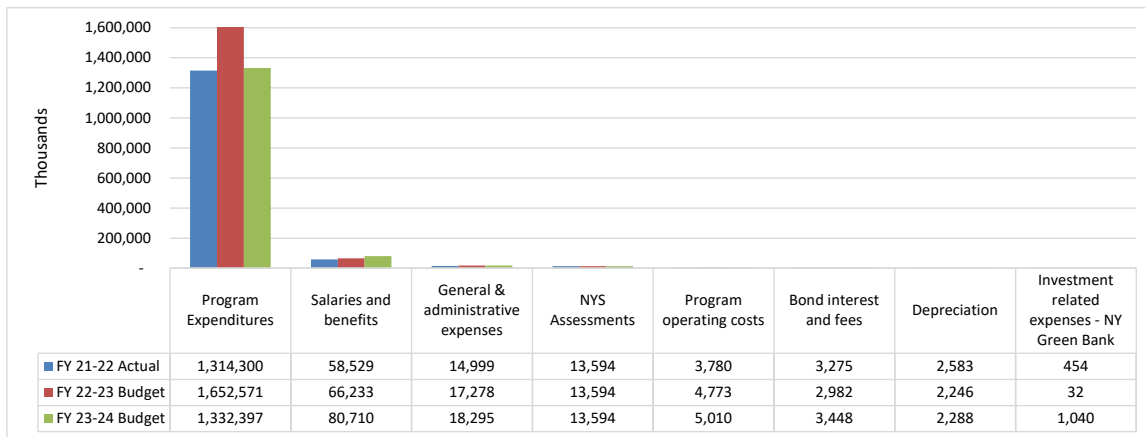 1,600,000
1,400,000
1,200,000
1,000,000
800,000
600,000
400,000
200,000
-
Thousands
Program
Expenditures
Salaries and
benefits
General &
administrative
expenses
NYS
Assessments
Program
operating costs
Bond interest
and fees
Depreciation
Investment
related
expenses - NY
Green Bank
FY 21-22 Actual 1,314,300 58,529 14,999 13,594 3,780 3,275 2,583 454
FY 22-23 Budget 1,652,571 66,233 17,278 13,594 4,773 2,982 2,246 32
FY 23-24 Budget 1,332,397 80,710 18,295 13,594 5,010 3,448 2,288 1,040